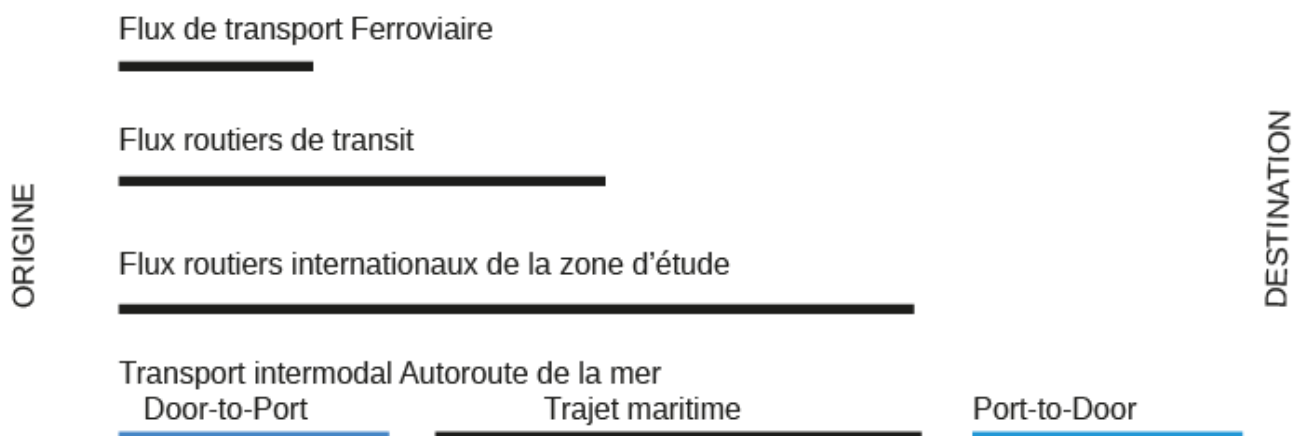 Flux de transport Ferroviaire
Flux routiers de transit
ORIGINE
DESTINATION
Flux routiers internationaux de la zone d’étude
Transport intermodal Autoroute de la mer
Door-to-Port Trajet maritime Port-to-Door